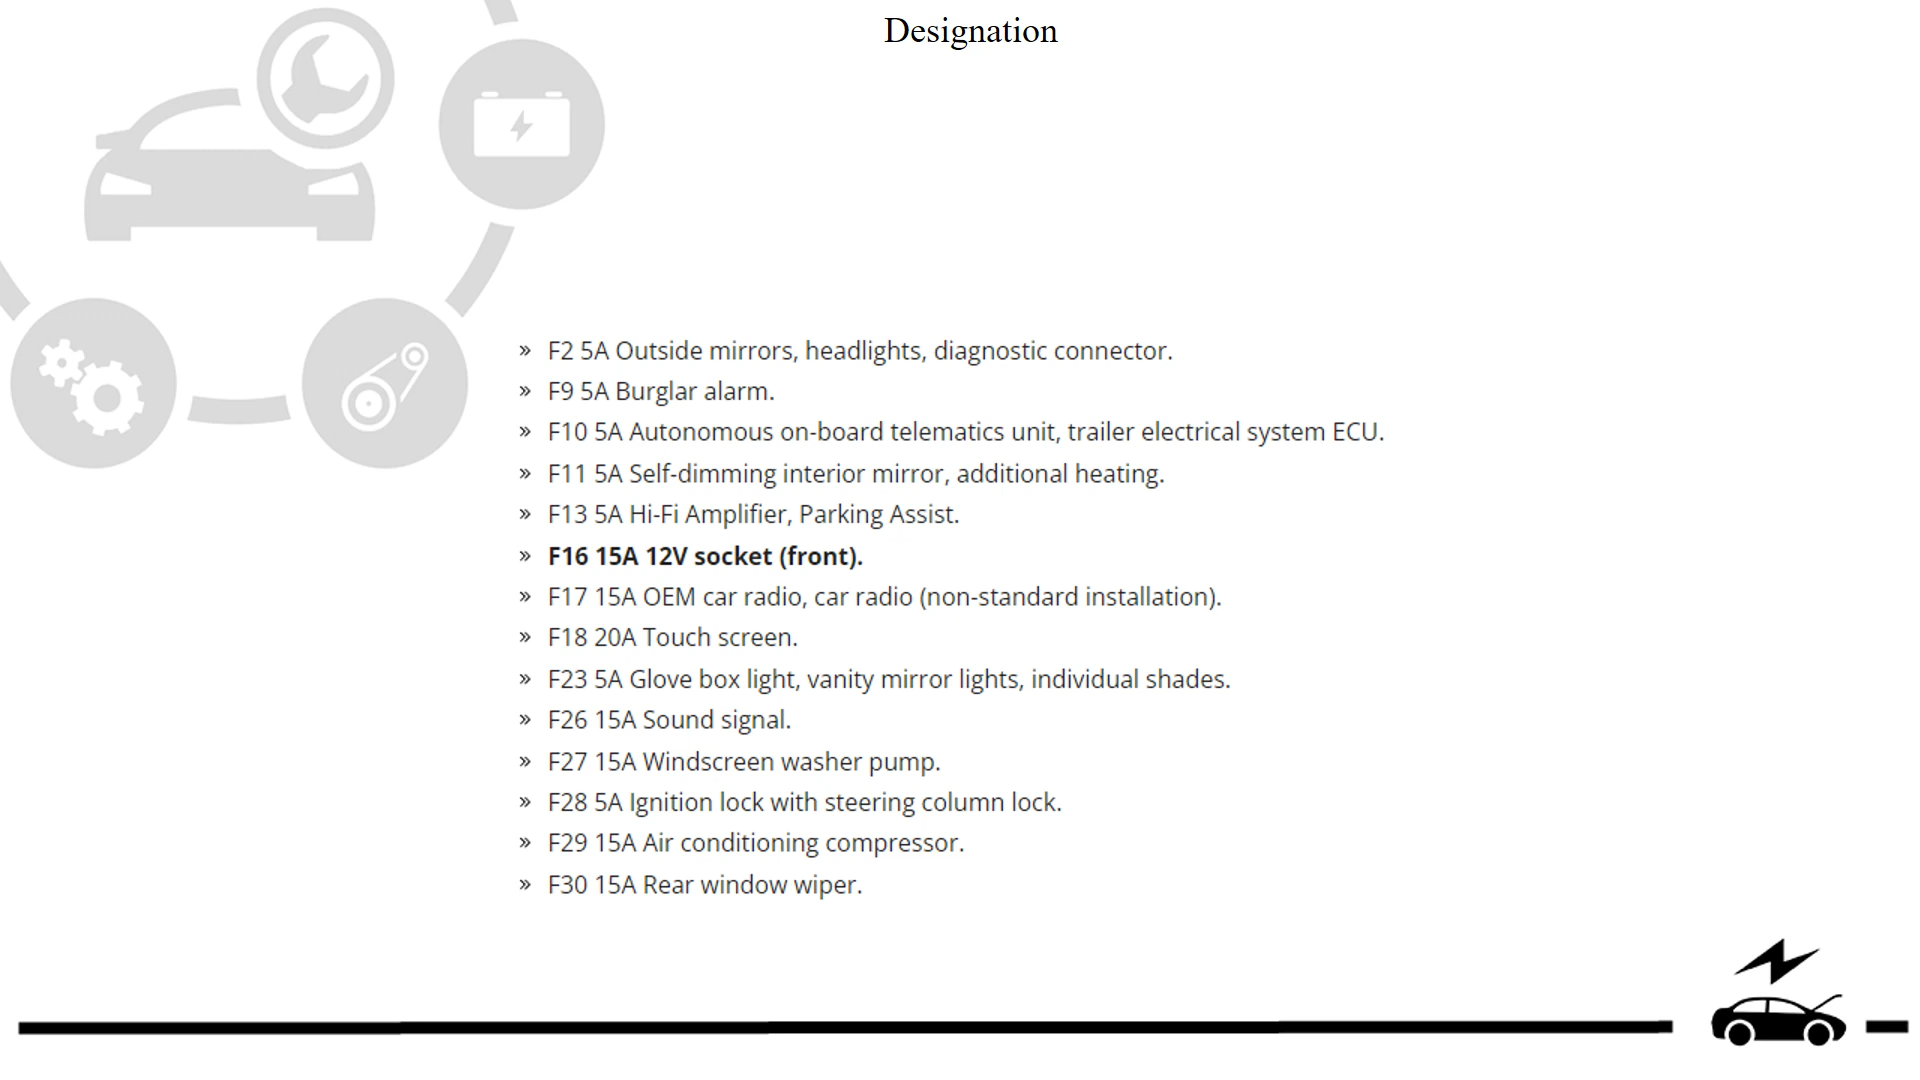 Designation
» F2 5A Outside mirrors, headlights, diagnostic connector.
» F9 5A Burglar alarm.
» F10 5A Autonomous on-board telematics unit, trailer electrical system ECU.
» F11 5A Self-dimming interior mirror, additional heating.
» F13 5A Hi-Fi Amplifier, Parking Assist.
» F16 15A 12V socket (front).
» F17 15A OEM car radio, car radio (non-standard installation).
» F18 20A Touch screen.
» F23 5A Glove box light, vanity mirror lights, individual shades.
» F26 15A Sound signal.
» F27 15A Windscreen washer pump.
» F28 5A Ignition lock with steering column lock.
» F29 15A Air conditioning compressor.
» F30 15A Rear window wiper.